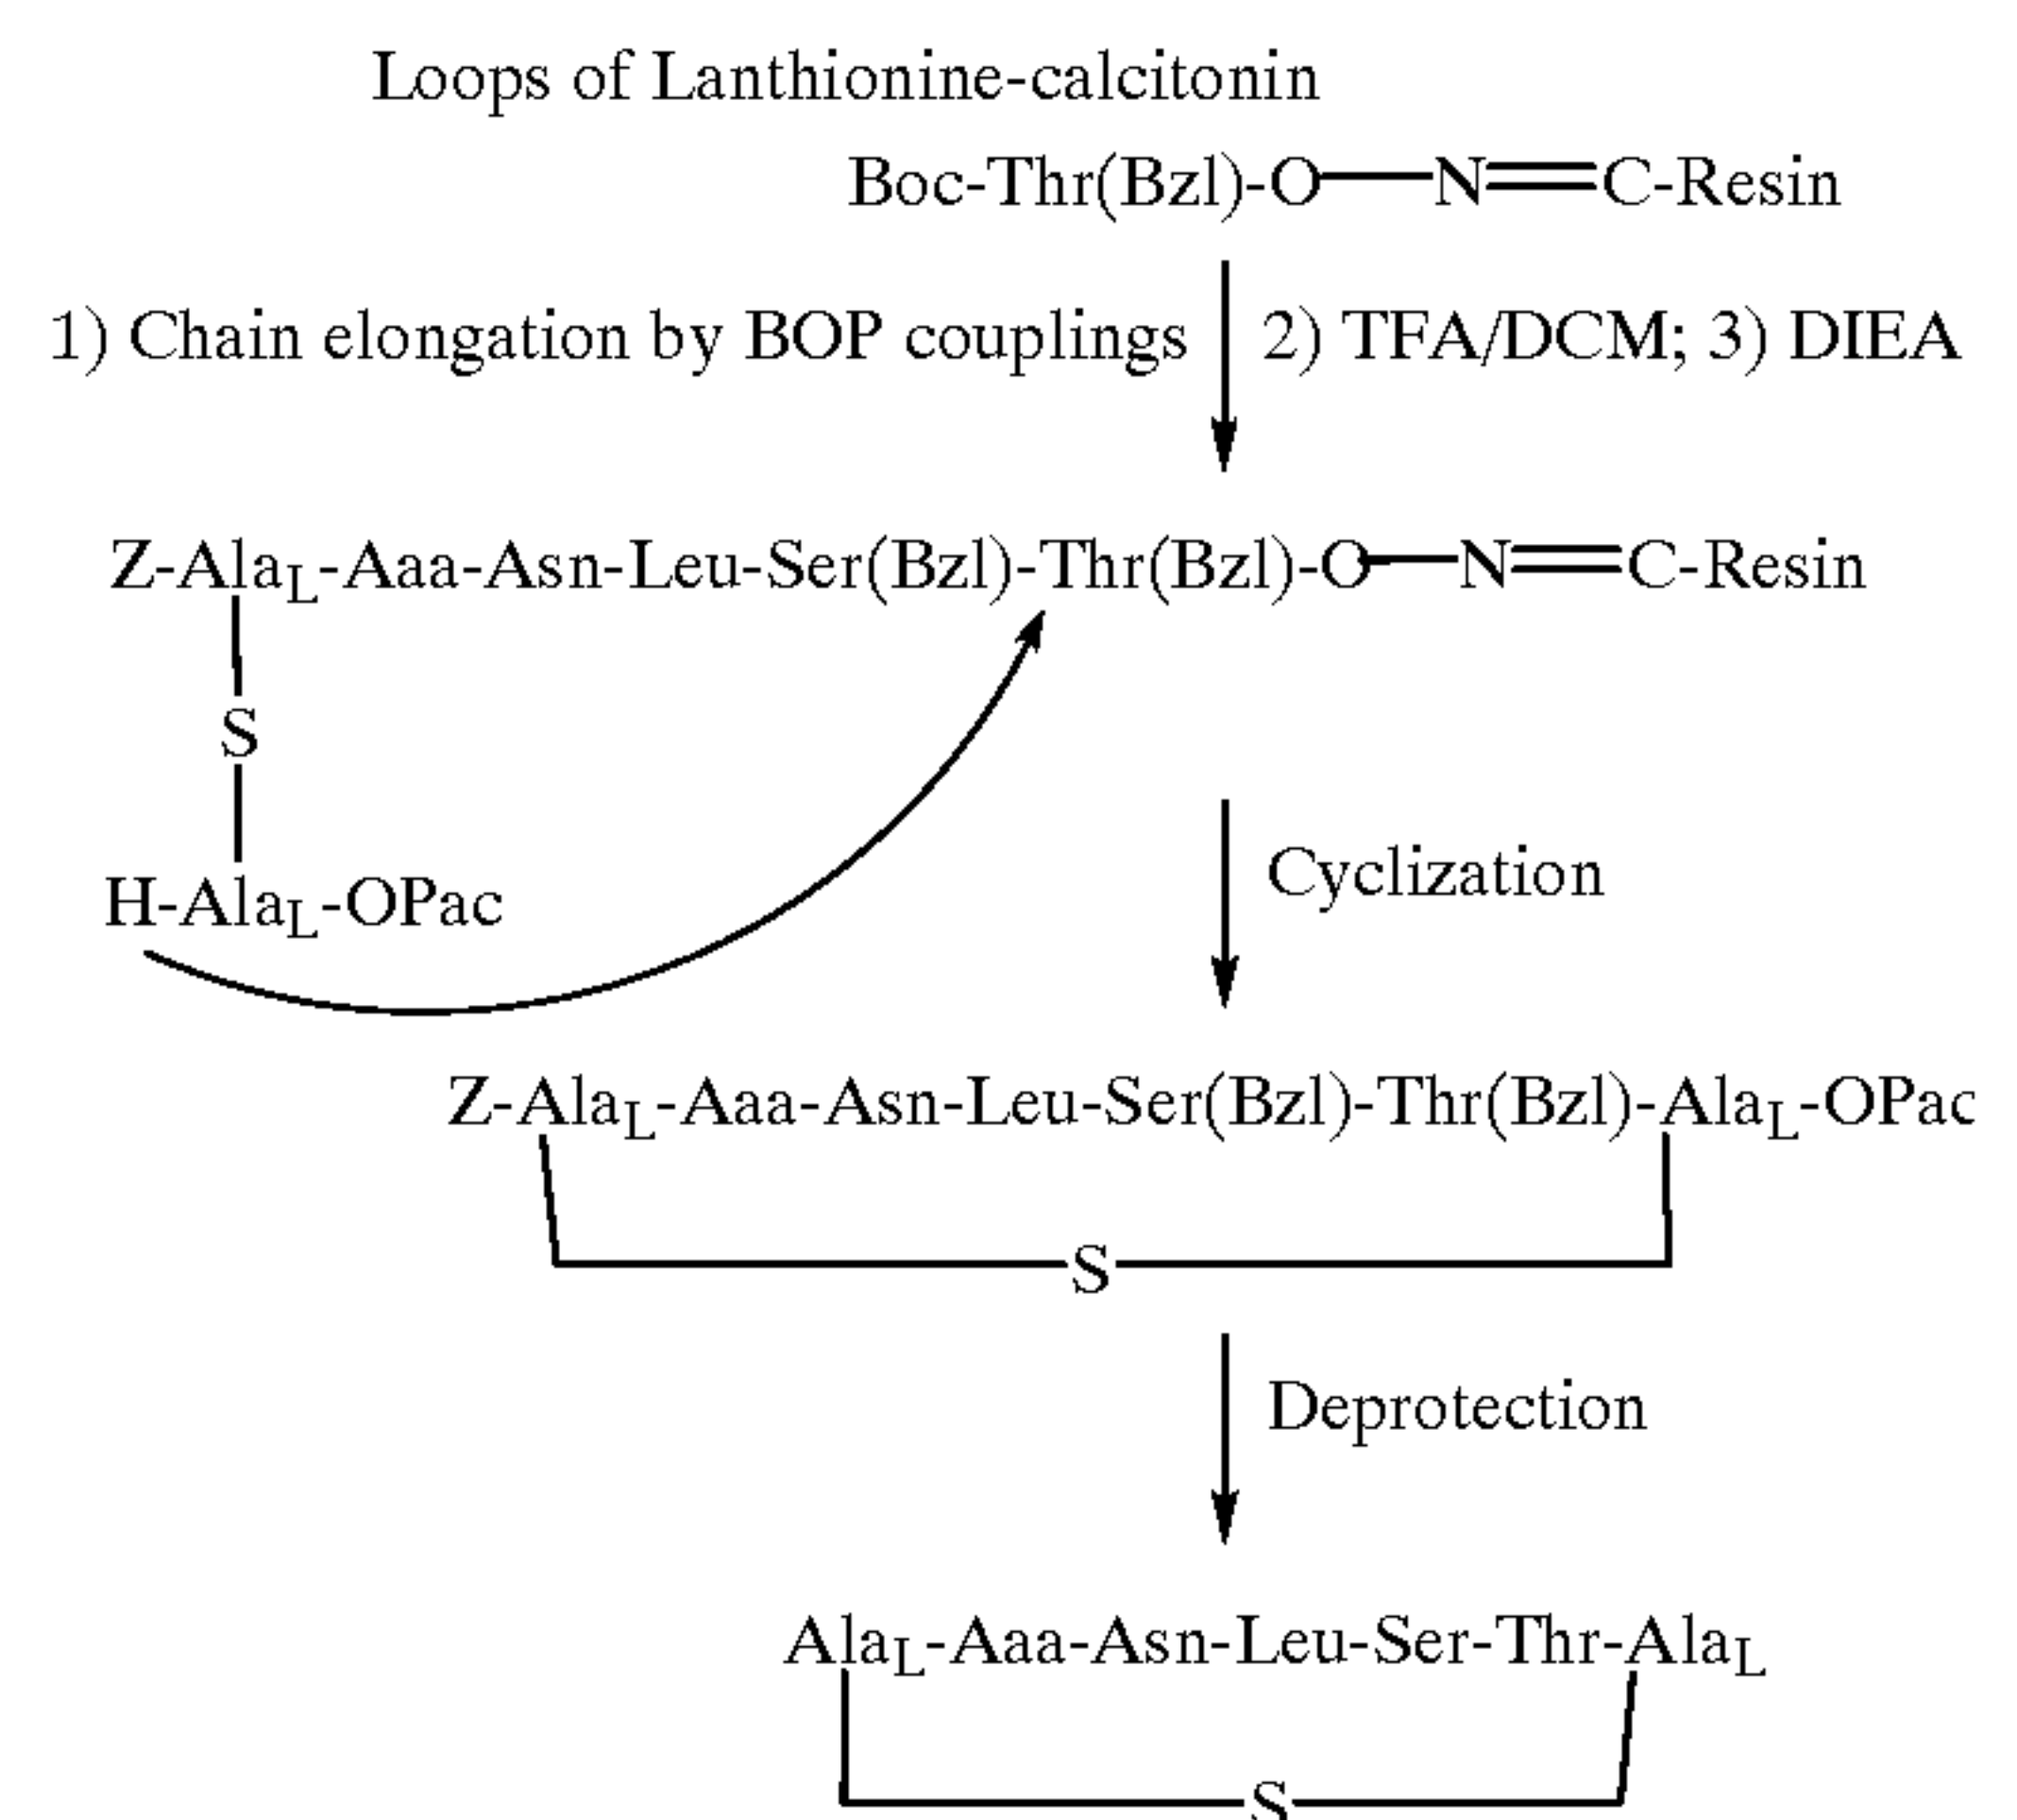 Loops of Lanthionine-calcitonin
Boc-Thr(Bzl)-O—N=C-Resin
1) Chain elongation by BOP couplings 2) TFA/DCM; 3) DIEA
Z-AlaL-Aaa-Asn-Leu-Ser(Bzl)-Thr(Bzl)-O—N=C-Resin
S
H-AlaL-OPac
Cyclization
Z-AlaL-Aaa-Asn-Leu-Ser(Bzl)-Thr(Bzl)-AlaL-OPac
S
Deprotection
AlaL-Aaa-Asn-Leu-Ser-Thr-AlaL
S